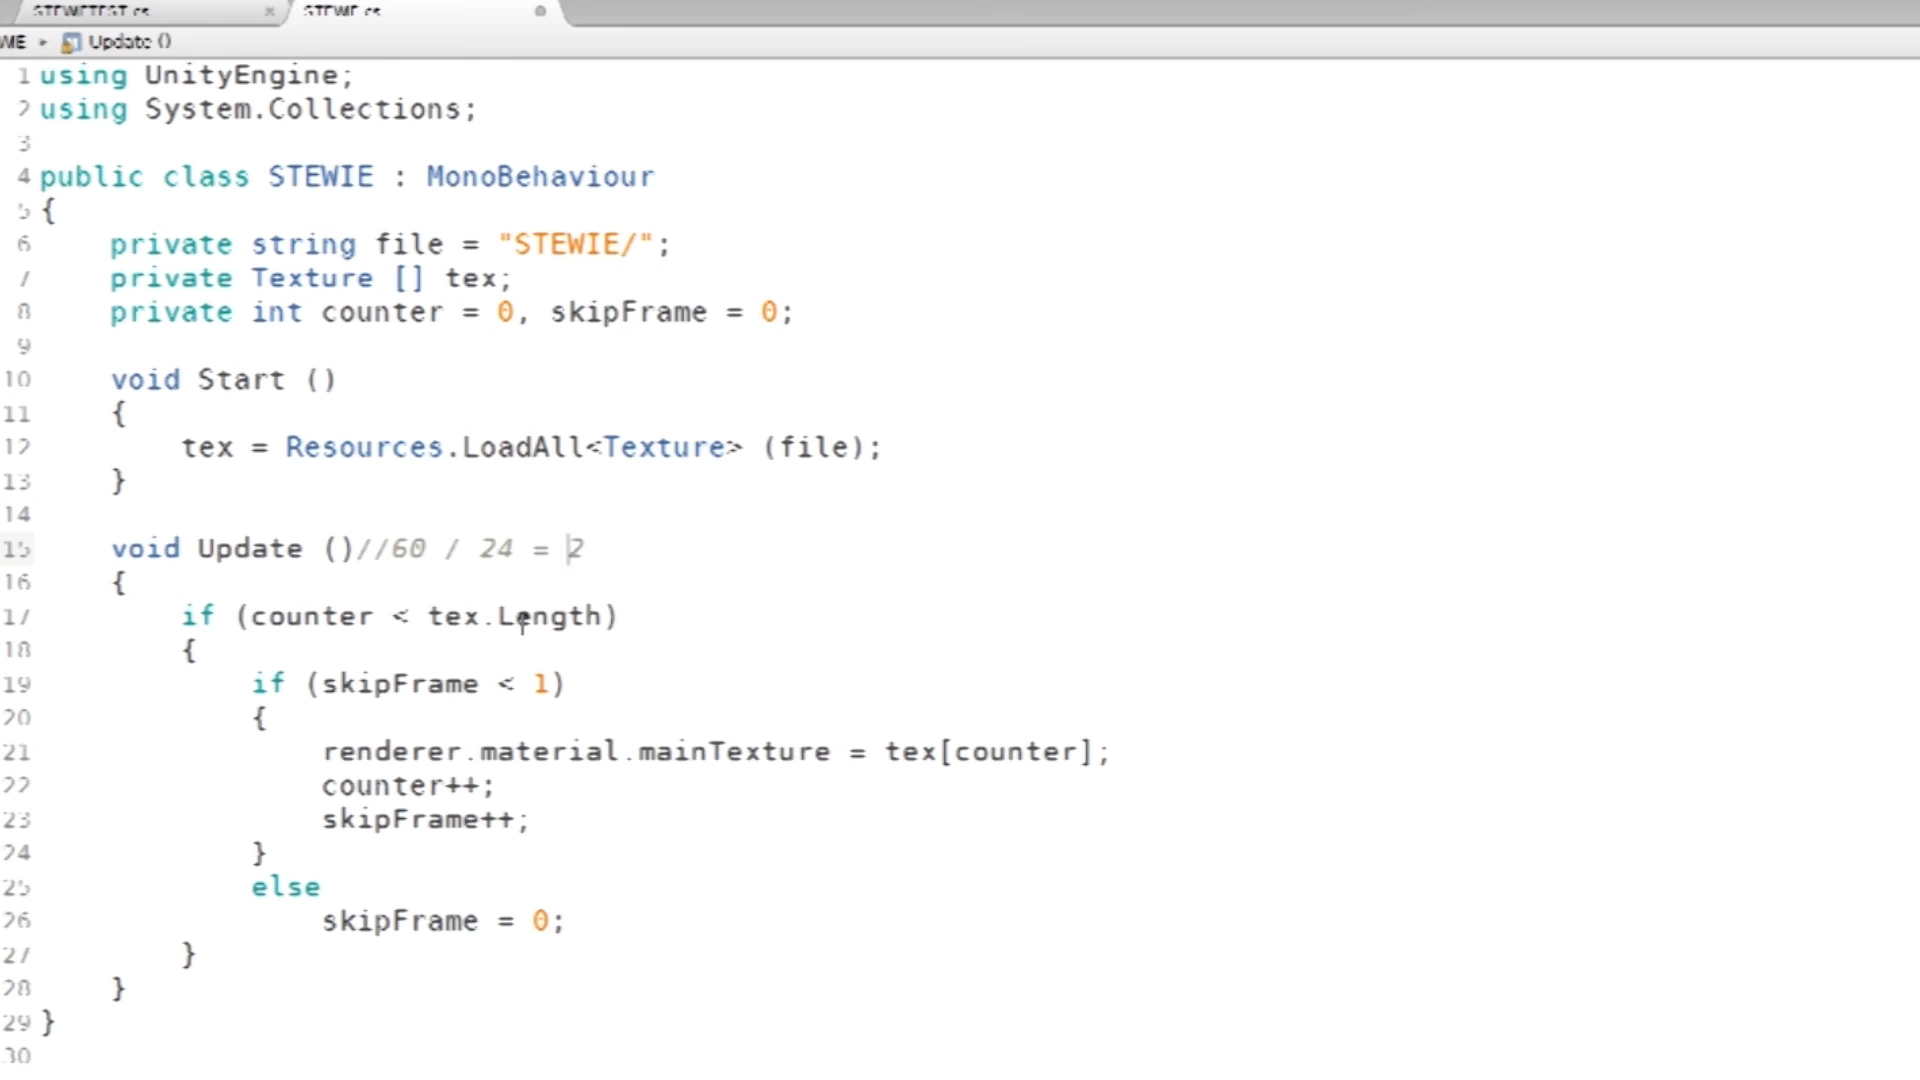 STEWIETEST.cs × STEWIE.cs
Update ()
1 using UnityEngine;
2 using System.Collections;
3
4 public class STEWIE : MonoBehaviour
5 {
6 private string file = "STEWIE/";
7 private Texture [] tex;
8 private int counter = 0, skipFrame = 0;
9
10 void Start ()
11 {
12 tex = Resources.LoadAll<Texture> (file);
13 }
14
15 void Update ()//60 / 24 = 2
16 {
17 if (counter < tex.Length)
18 {
19 if (skipFrame < 1)
20 {
21 renderer.material.mainTexture = tex[counter];
22 counter++;
23 skipFrame++;
24 }
25 else
26 skipFrame = 0;
27 }
28 }
29 }
30